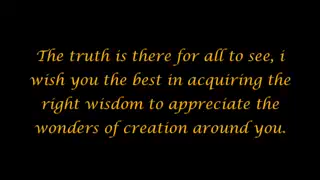 The truth is there for all to see, i
wish you the best in acquiring the
right wisdom to appreciate the
wonders of creation around you.